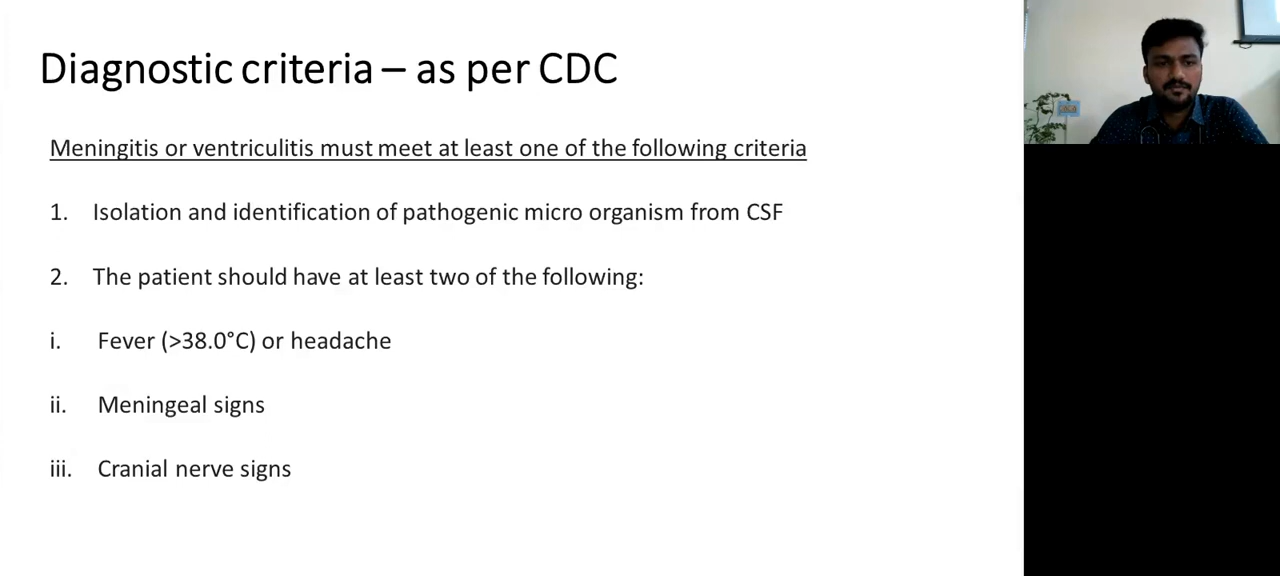 Diagnostic criteria – as per CDC
Meningitis or ventriculitis must meet at least one of the following criteria
1. Isolation and identification of pathogenic micro organism from CSF
2. The patient should have at least two of the following:
i. Fever (>38.0°C) or headache
ii. Meningeal signs
iii. Cranial nerve signs